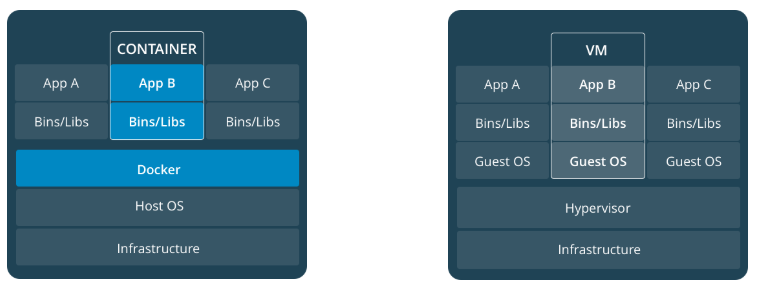 CONTAINER
App A
App B
App C
Bins/Libs
Bins/Libs
Bins/Libs
Docker
Host OS
Infrastructure
VM
App A
App B
App C
Bins/Libs
Bins/Libs
Bins/Libs
Guest OS
Guest OS
Guest OS
Hypervisor
Infrastructure